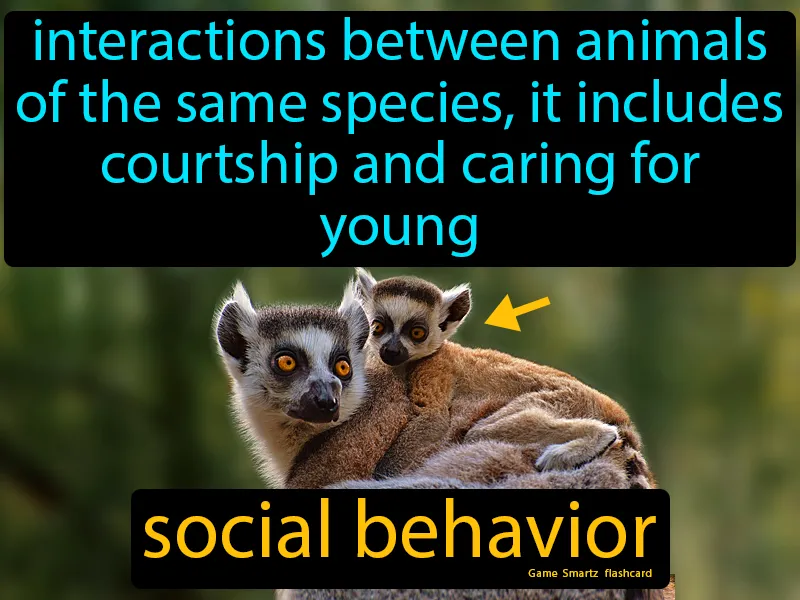 interactions between animals
of the same species, it includes
courtship and caring for
young
social behavior
Game Smartz flashcard